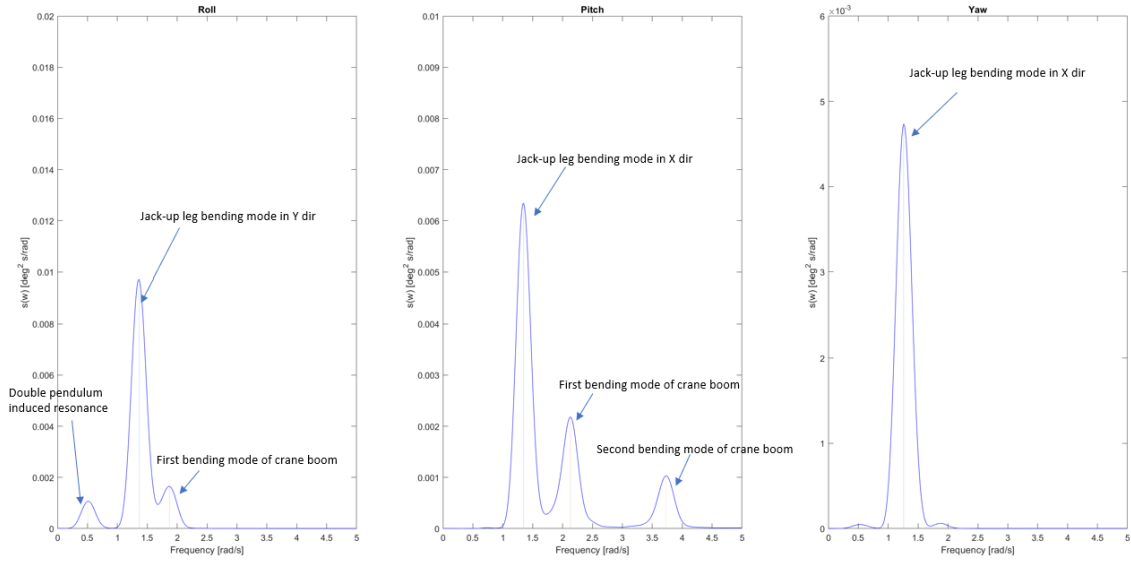 Roll
0.02
0.018
0.016
0.014
0.012
0.01
0.008
0.006
0.004
0.002
0
s(w) [deg² s/rad]
Jack-up leg bending mode in Y dir
Double pendulum
induced resonance
First bending mode of crane boom
0 0.5 1 1.5 2 2.5 3 3.5 4 4.5 5
Frequency [rad/s]
Pitch
0.01
0.009
0.008
0.007
0.006
0.005
0.004
0.003
0.002
0.001
0
s(w) [deg² s/rad]
Jack-up leg bending mode in X dir
First bending mode of crane boom
Second bending mode of crane boom
0 0.5 1 1.5 2 2.5 3 3.5 4 4.5 5
Frequency [rad/s]
Yaw
×10⁻³
6
5
4
3
2
1
0
s(w) [deg² s/rad]
Jack-up leg bending mode in X dir
0 0.5 1 1.5 2 2.5 3 3.5 4 4.5 5
Frequency [rad/s]